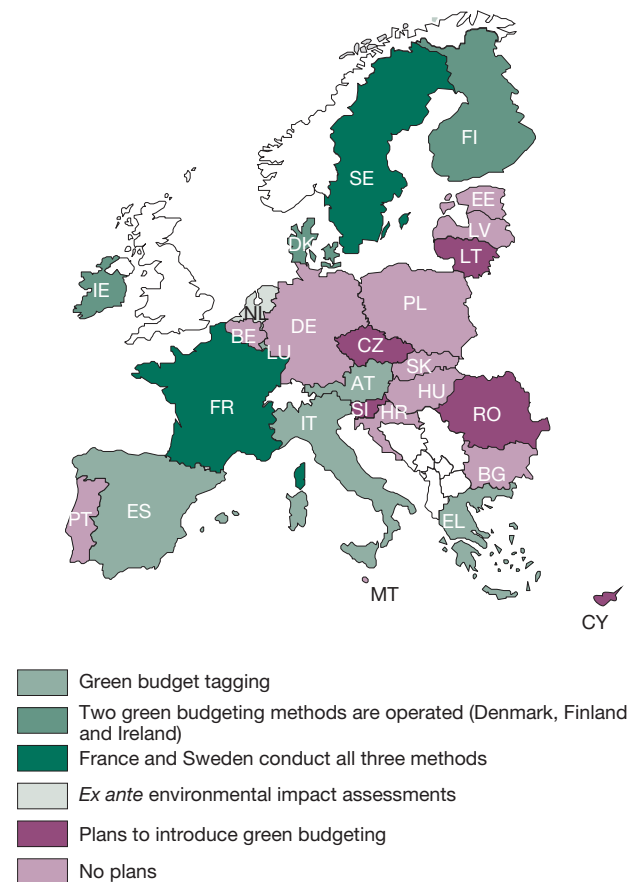 FI
SE
EE
LV
LT
DK
IE
NL
PL
DE
BE
CZ
LU
SK
AT
HU
FR
SI
HR
RO
IT
BG
ES
PT
EL
MT
CY
Green budget tagging
Two green budgeting methods are operated (Denmark, Finland
and Ireland)
France and Sweden conduct all three methods
Ex ante environmental impact assessments
Plans to introduce green budgeting
No plans